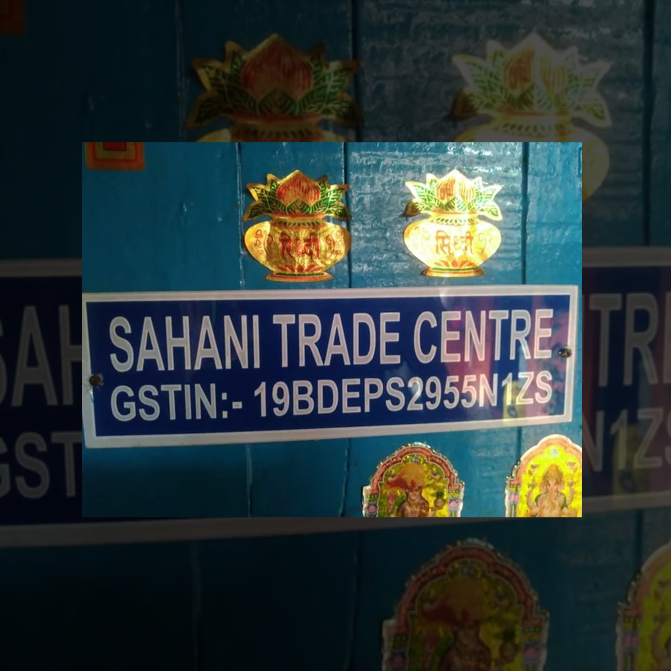 सिध्दी
SAHANI TRADE CENTRE
GSTIN:- 19BDEPS2955N1ZS